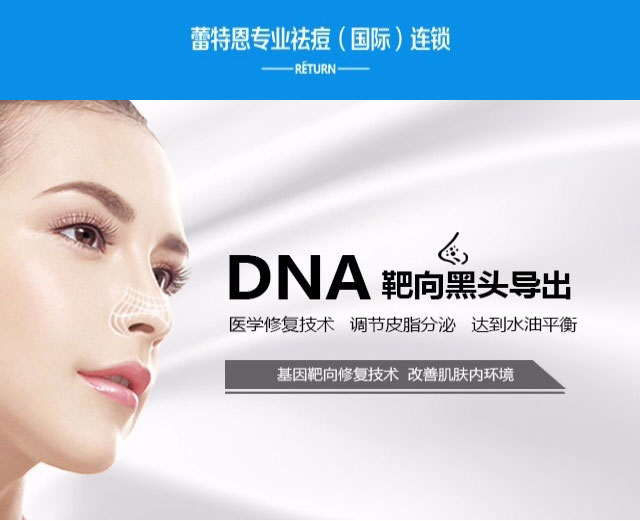 蕾特恩专业祛痘（国际）连锁
RÉTURN
DNA 靶向黑头导出
医学修复技术 调节皮脂分泌 达到水油平衡
基因靶向修复技术 改善肌肤内环境